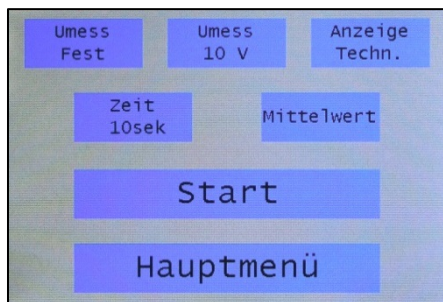 Umess
Fest
Umess
10 V
Anzeige
Techn.
Zeit
10sek
Mittelwert
Start
Hauptmenü